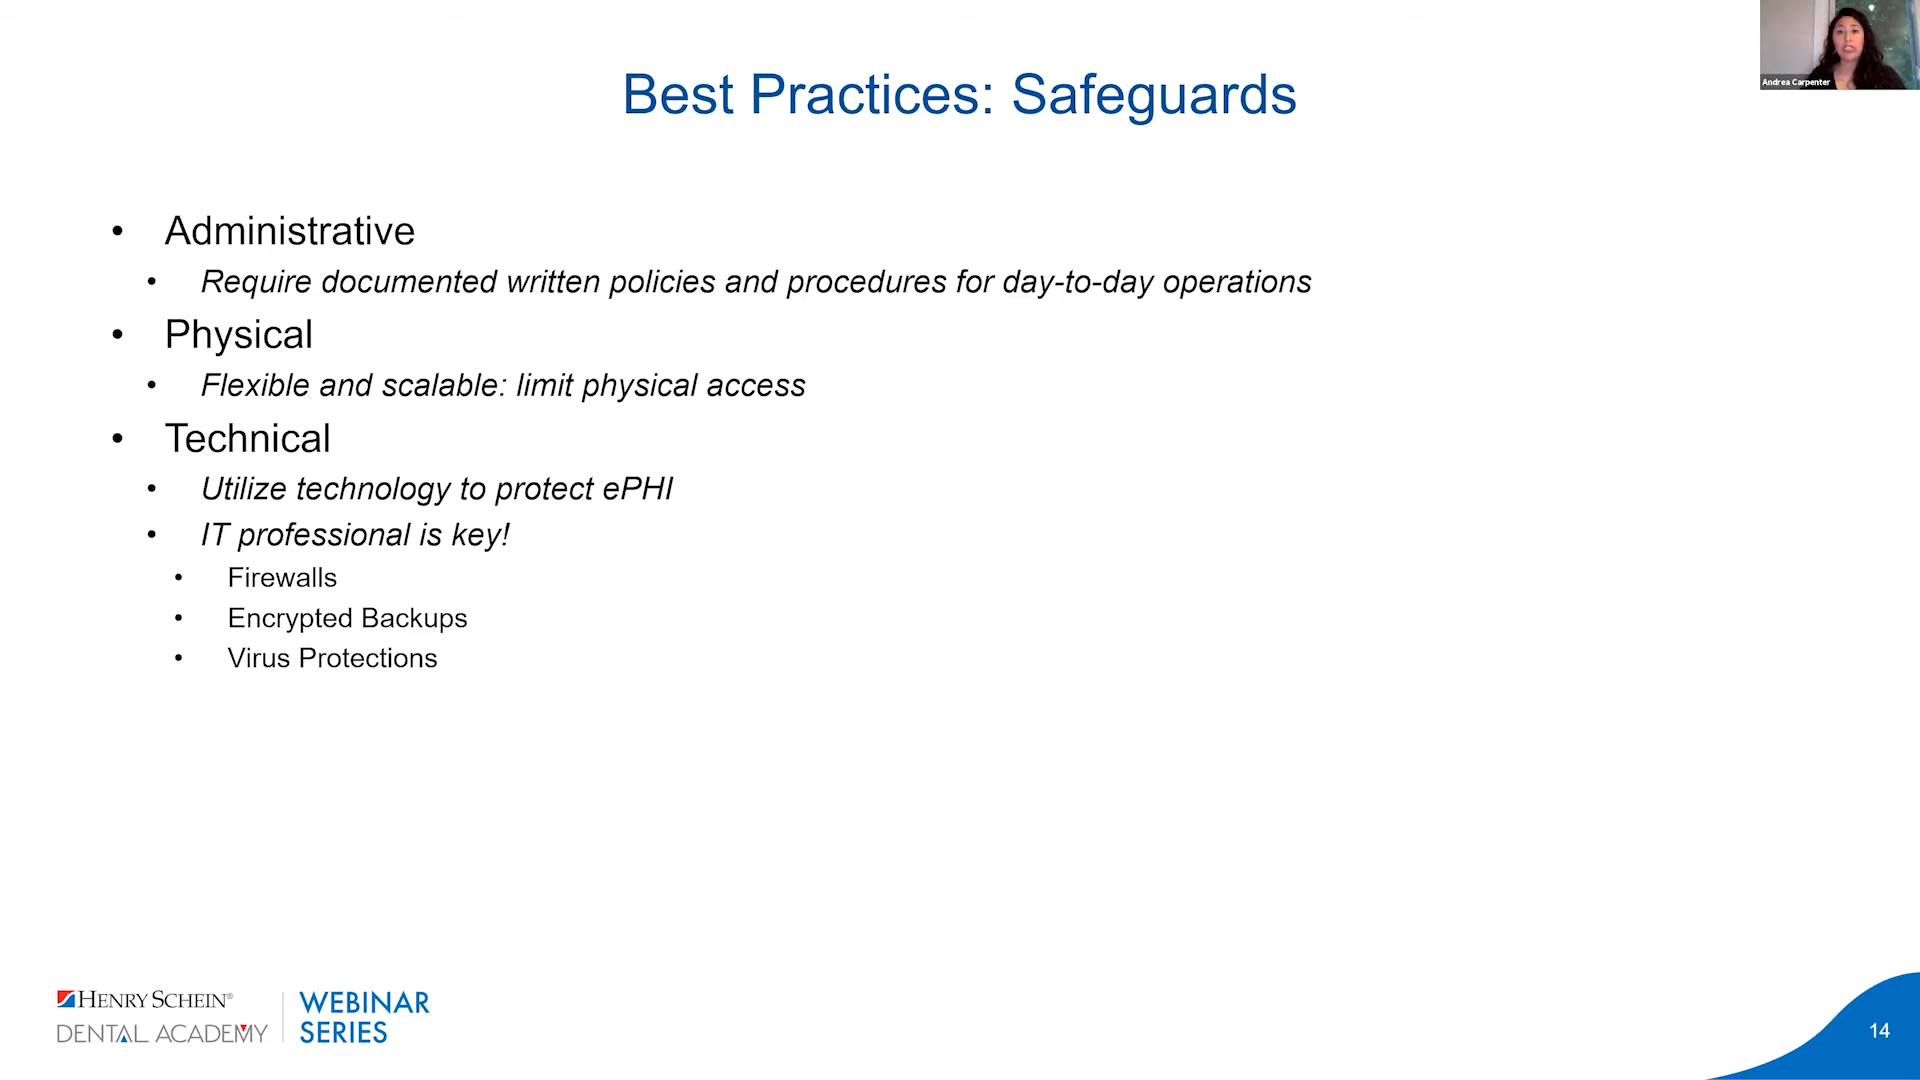 Andrea Carpenter
Best Practices: Safeguards
• Administrative
• Require documented written policies and procedures for day-to-day operations
• Physical
• Flexible and scalable: limit physical access
• Technical
• Utilize technology to protect ePHI
• IT professional is key!
• Firewalls
• Encrypted Backups
• Virus Protections
HENRY SCHEIN®
DENTAL ACADEMY
WEBINAR
SERIES
14